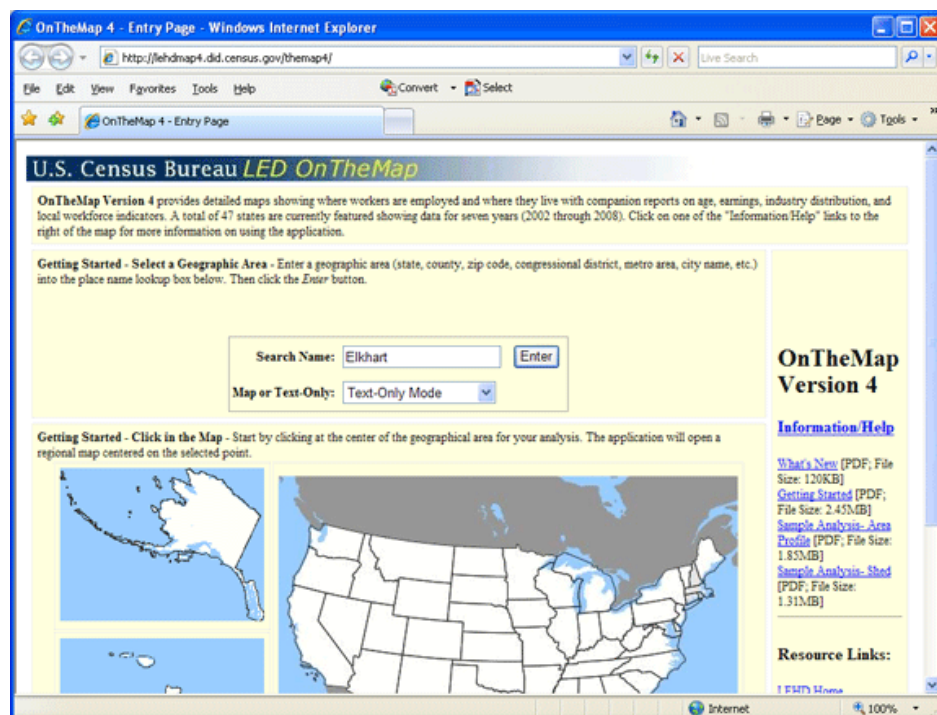 OnTheMap 4 - Entry Page - Windows Internet Explorer
http://lehdmap4.did.census.gov/themap4/
Live Search
File Edit View Favorites Tools Help
Convert Select
OnTheMap 4 - Entry Page
Page Tools
U.S. Census Bureau LED OnTheMap
OnTheMap Version 4 provides detailed maps showing where workers are employed and where they live with companion reports on age, earnings, industry distribution, and
local workforce indicators. A total of 47 states are currently featured showing data for seven years (2002 through 2008). Click on one of the "Information/Help" links to the
right of the map for more information on using the application.
Getting Started - Select a Geographic Area - Enter a geographic area (state, county, zip code, congressional district, metro area, city name, etc.)
into the place name lookup box below. Then click the Enter button.
Search Name: Elkhart Enter
Map or Text-Only: Text-Only Mode
Getting Started - Click in the Map - Start by clicking at the center of the geographical area for your analysis. The application will open a
regional map centered on the selected point.
OnTheMap
Version 4
Information/Help
What's New [PDF; File
Size: 120KB]
Getting Started [PDF;
File Size: 2.45MB]
Sample Analysis- Area
Profile [PDF; File Size:
1.85MB]
Sample Analysis- Shed
[PDF; File Size:
1.31MB]
Resource Links:
LEHD Home
Internet 100%